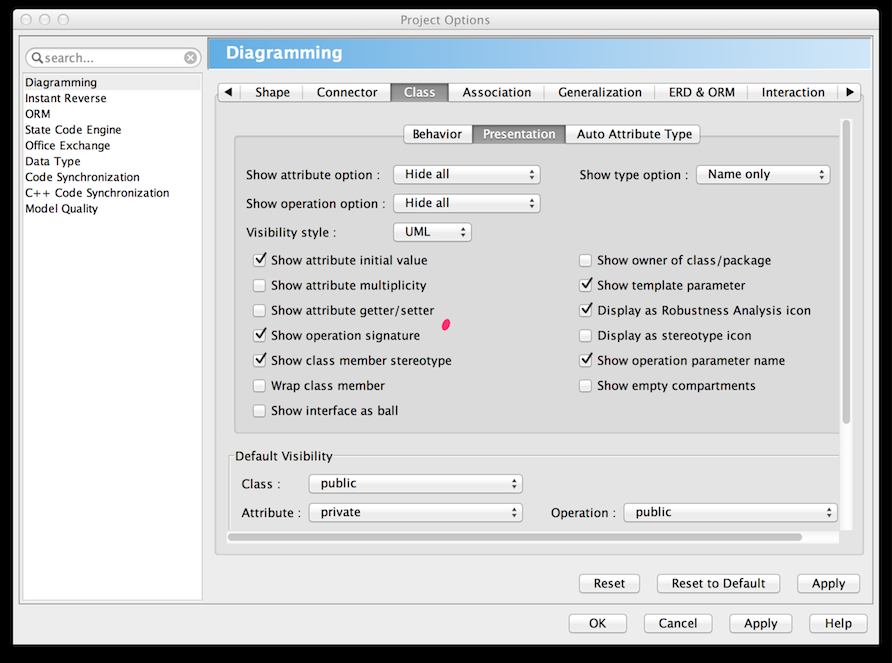 Project Options
search...
Diagramming
Diagramming
Instant Reverse
ORM
State Code Engine
Office Exchange
Data Type
Code Synchronization
C++ Code Synchronization
Model Quality
Shape Connector Class Association Generalization ERD & ORM Interaction
Behavior Presentation Auto Attribute Type
Show attribute option : Hide all Show type option : Name only
Show operation option : Hide all
Visibility style : UML
Show attribute initial value Show owner of class/package
Show attribute multiplicity Show template parameter
Show attribute getter/setter Display as Robustness Analysis icon
Show operation signature Display as stereotype icon
Show class member stereotype Show operation parameter name
Wrap class member Show empty compartments
Show interface as ball
Default Visibility
Class : public
Attribute : private Operation : public
Reset Reset to Default Apply
OK Cancel Apply Help